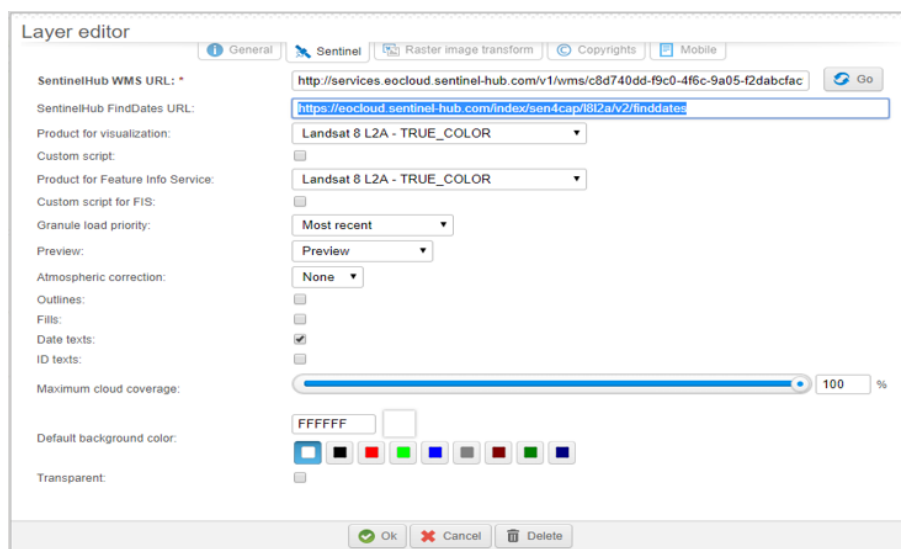 Layer editor
General Sentinel Raster image transform © Copyrights Mobile
SentinelHub WMS URL: * http://services.eocloud.sentinel-hub.com/v1/wms/c8d740dd-f9c0-4f6c-9a05-f2dabcfac Go
SentinelHub FindDates URL: https://eocloud.sentinel-hub.com/index/sen4cap/l8l2a/v2/finddates
Product for visualization: Landsat 8 L2A - TRUE_COLOR
Custom script:
Product for Feature Info Service: Landsat 8 L2A - TRUE_COLOR
Custom script for FIS:
Granule load priority: Most recent
Preview: Preview
Atmospheric correction: None
Outlines:
Fills:
Date texts:
ID texts:
Maximum cloud coverage: 100 %
Default background color: FFFFFF
Transparent:
Ok Cancel Delete